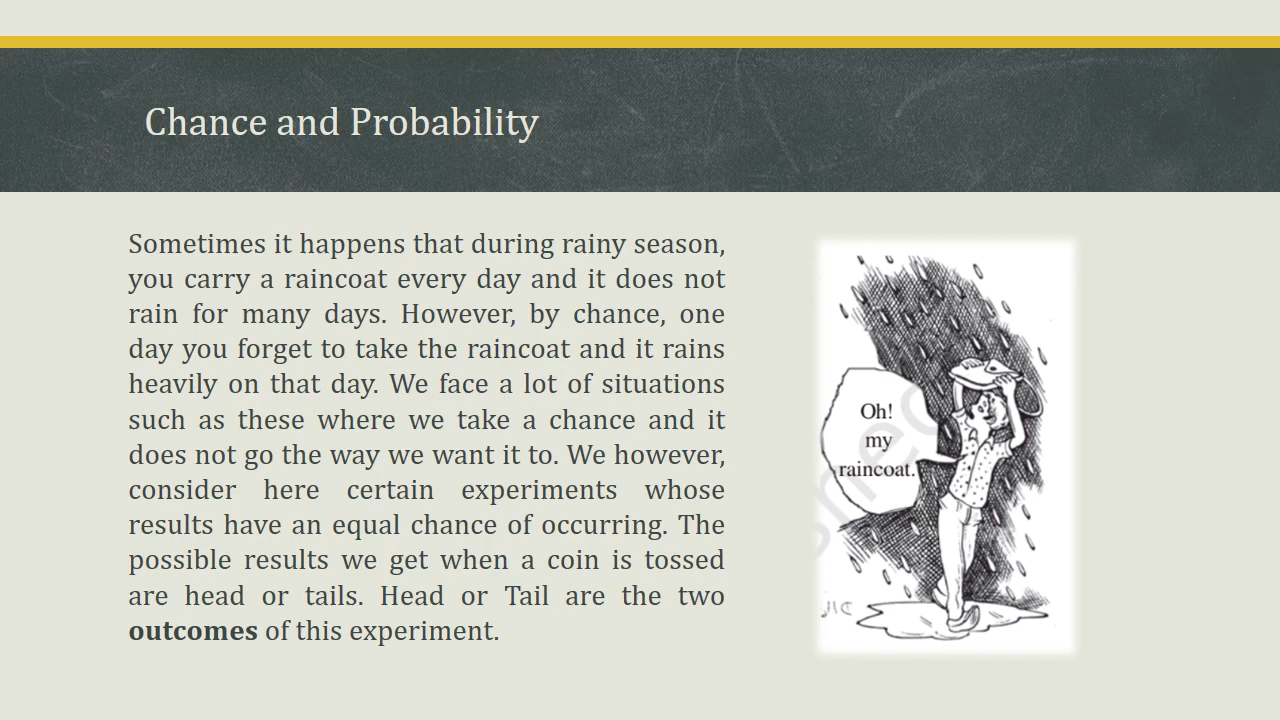 Chance and Probability
Sometimes it happens that during rainy season,
you carry a raincoat every day and it does not
rain for many days. However, by chance, one
day you forget to take the raincoat and it rains
heavily on that day. We face a lot of situations
such as these where we take a chance and it
does not go the way we want it to. We however,
consider here certain experiments whose
results have an equal chance of occurring. The
possible results we get when a coin is tossed
are head or tails. Head or Tail are the two
outcomes of this experiment.
Oh!
my
raincoat.